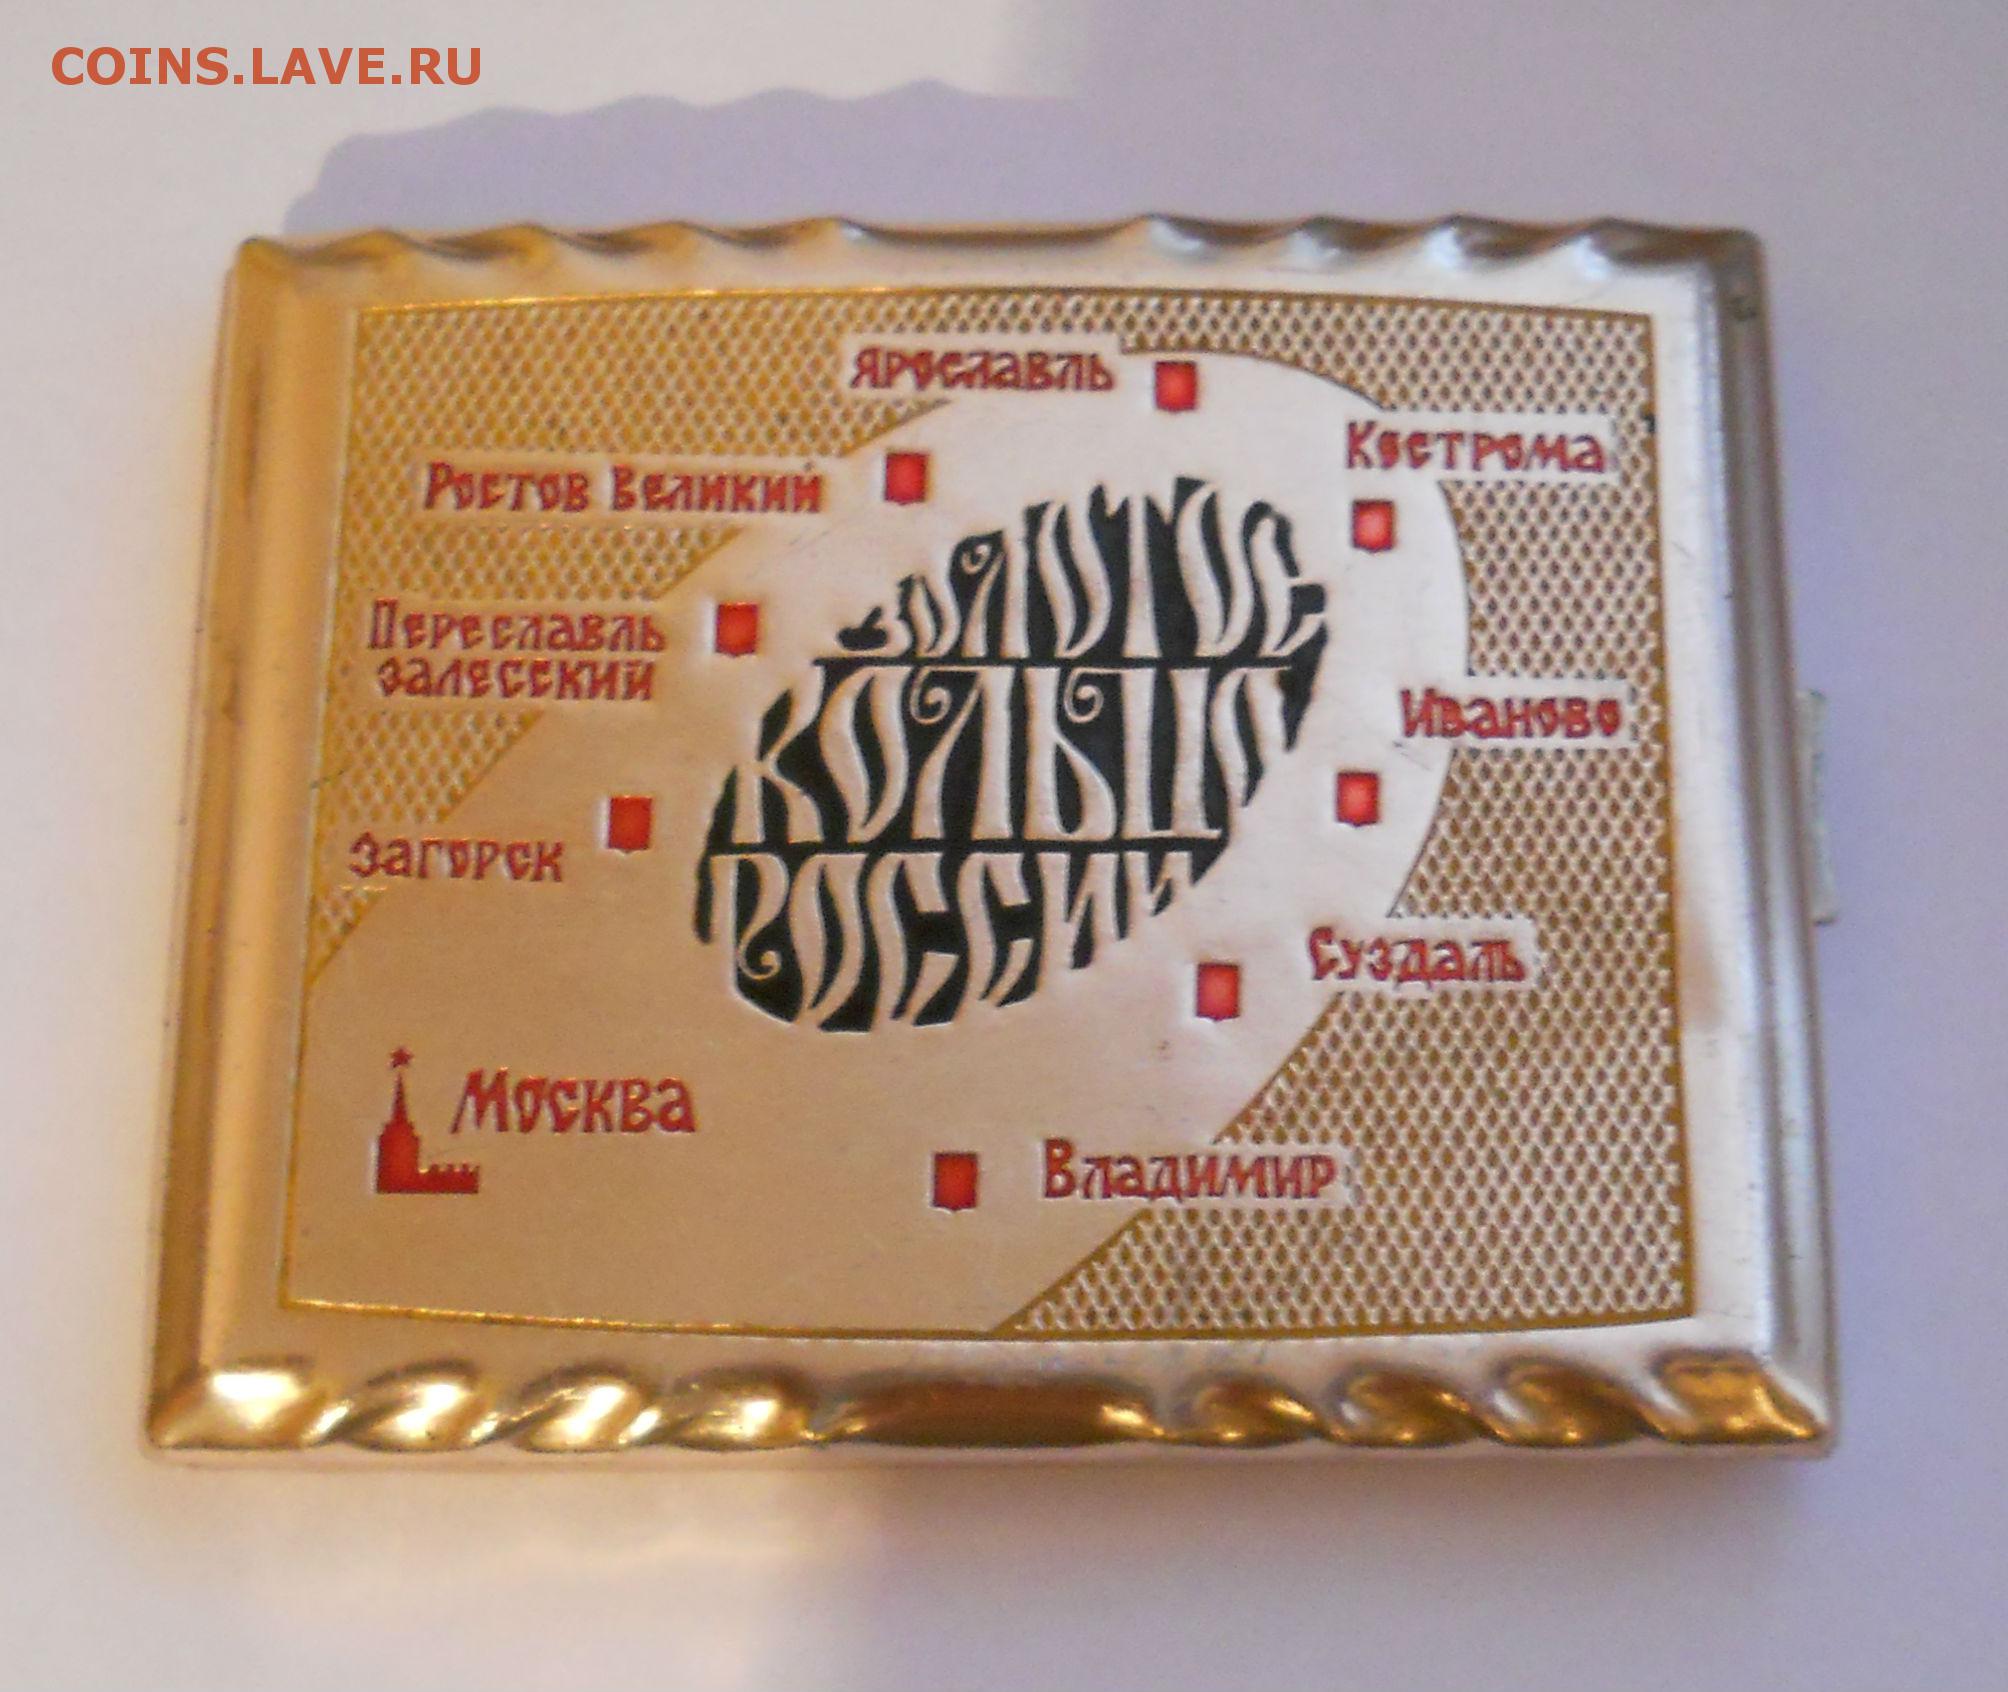 COINS.LAVE.RU
Ярославль
Кострома
Ростов Великий
Переславль
Залесский
Иваново
Загорск
Суздаль
Москва
Владимир
ЗОЛОТОЕ
КОЛЬЦО
РОССИИ